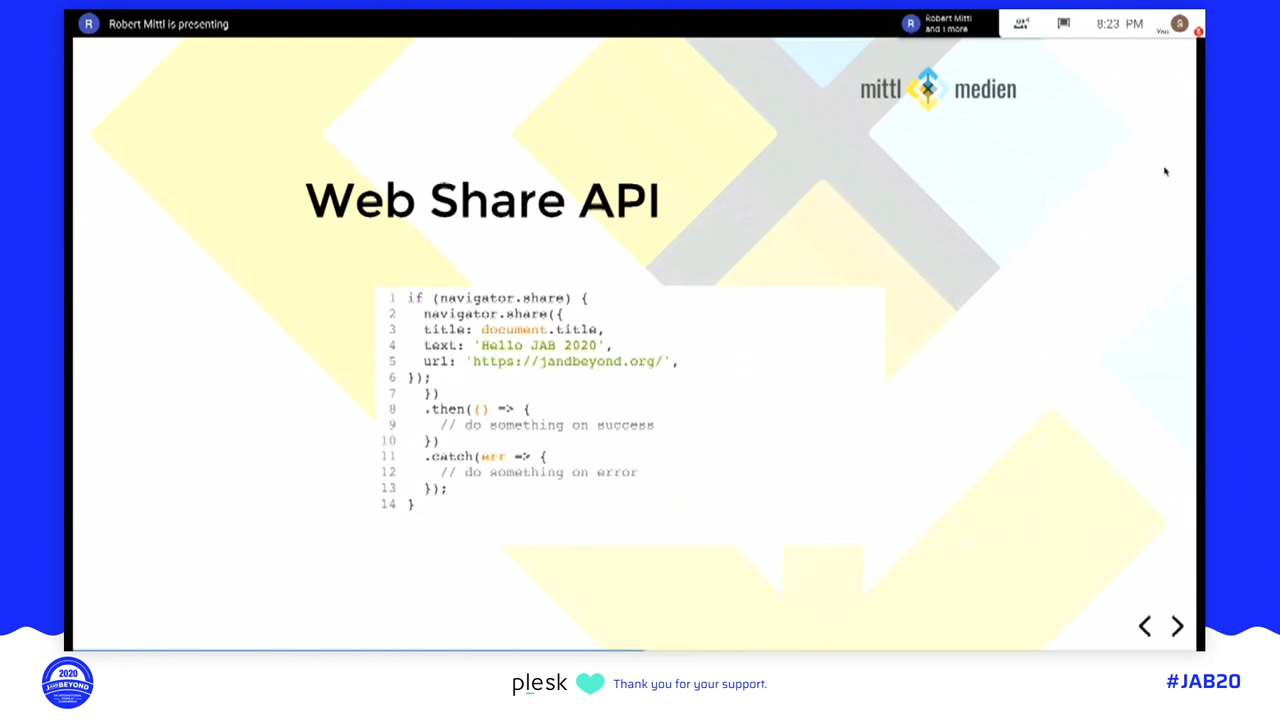 R Robert Mittl is presenting
R Robert Mittl and 1 more
8:23 PM
You
S
mittl medien
Web Share API
1 if (navigator.share) {
2 navigator.share({
3 title: document.title,
4 text: 'Hello JAB 2020',
5 url: 'https://jandbeyond.org/',
6 });
7 })
8 .then(() => {
9 // do something on success
10 })
11 .catch(err => {
12 // do something on error
13 });
14 }
2020
JANDBEYOND
plesk
Thank you for your support.
#JAB20